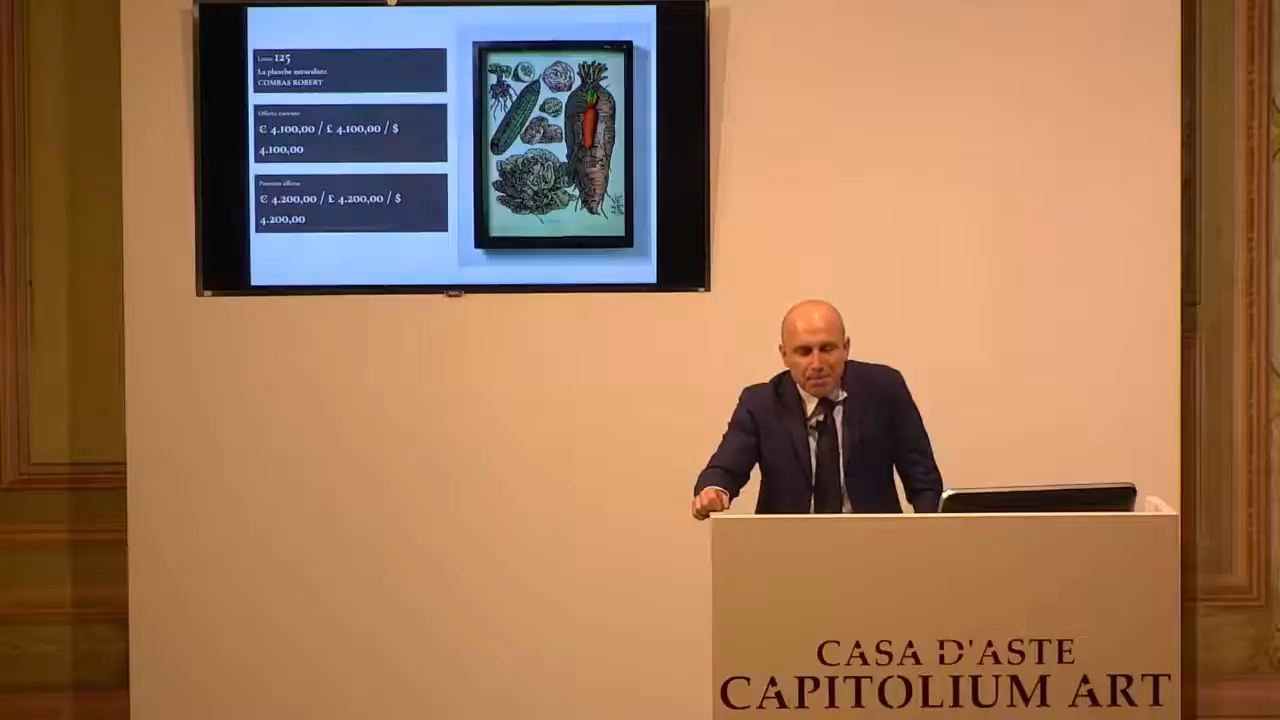 Lotto 125
La planche naturaliste.
COMBAS ROBERT
Offerta corrente
€ 4.100,00 / £ 4.100,00 / $
4.100,00
Prossima offerta
€ 4.200,00 / £ 4.200,00 / $
4.200,00
CASA D'ASTE
CAPITOLIUM ART